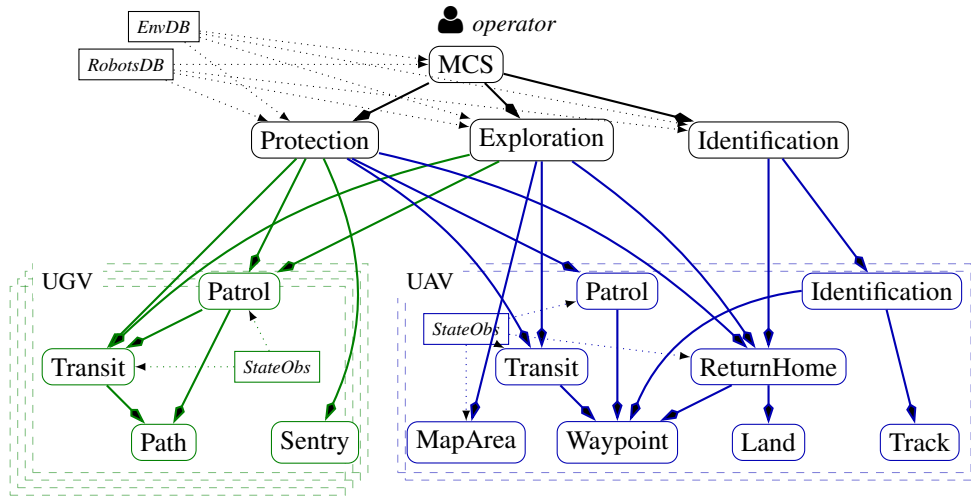 EnvDB
operator
RobotsDB
MCS
Protection
Exploration
Identification
UGV
Patrol
UAV
Patrol
Identification
StateObs
Transit
StateObs
Transit
ReturnHome
Path
Sentry
MapArea
Waypoint
Land
Track